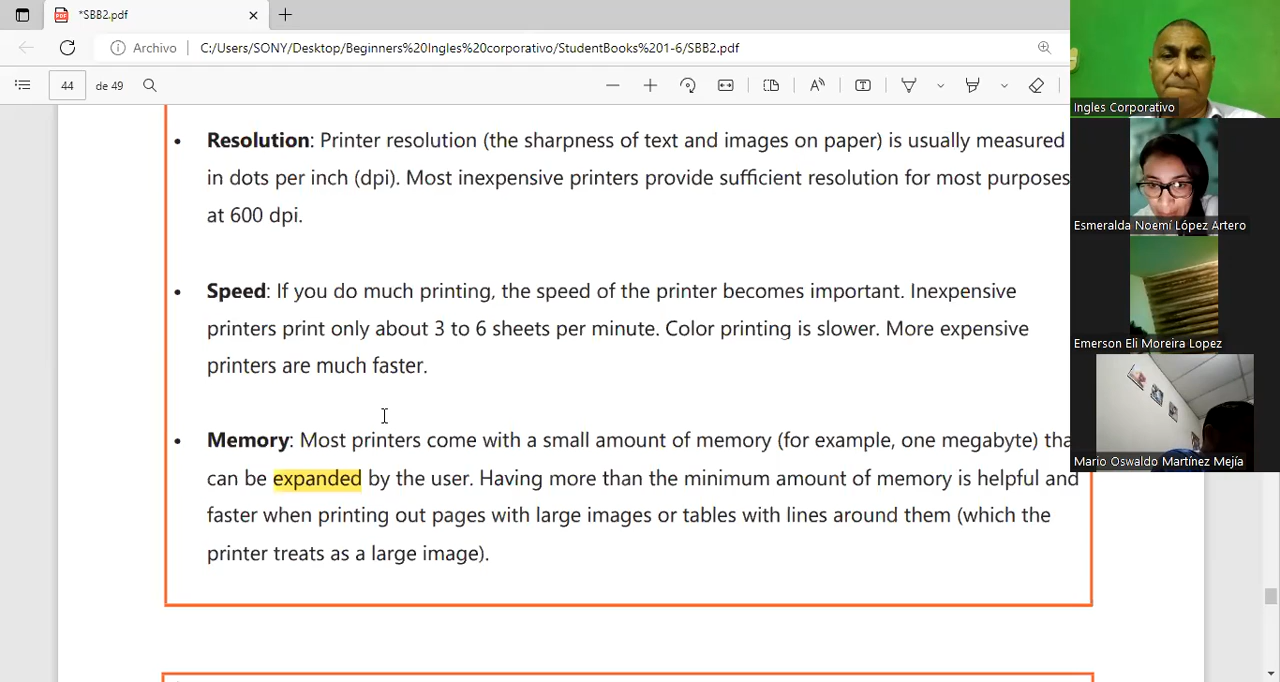 *SBB2.pdf
Archivo
C:/Users/SONY/Desktop/Beginners%20Ingles%20corporativo/StudentBooks%201-6/SBB2.pdf
44 de 49
• Resolution: Printer resolution (the sharpness of text and images on paper) is usually measured
in dots per inch (dpi). Most inexpensive printers provide sufficient resolution for most purposes
at 600 dpi.
• Speed: If you do much printing, the speed of the printer becomes important. Inexpensive
printers print only about 3 to 6 sheets per minute. Color printing is slower. More expensive
printers are much faster.
• Memory: Most printers come with a small amount of memory (for example, one megabyte) tha
can be expanded by the user. Having more than the minimum amount of memory is helpful and
faster when printing out pages with large images or tables with lines around them (which the
printer treats as a large image).
Ingles Corporativo
Esmeralda Noemí López Artero
Emerson Eli Moreira Lopez
Mario Oswaldo Martínez Mejía